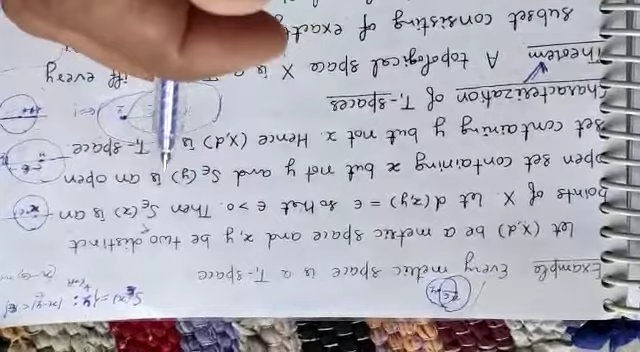 Example Every metric space is a T₁-space
Let (X,d) be a metric space and x,y be two distinct
points of X. Let d(x,y) = ε so that ε>0. Then Sε(x) is an
open set containing x but not y and Sε(y) is an open
set containing y but not x. Hence (X,d) is T₁-space.
Characterization of T₁-spaces
Theorem A topological space X is a iff every
subset consisting of exact